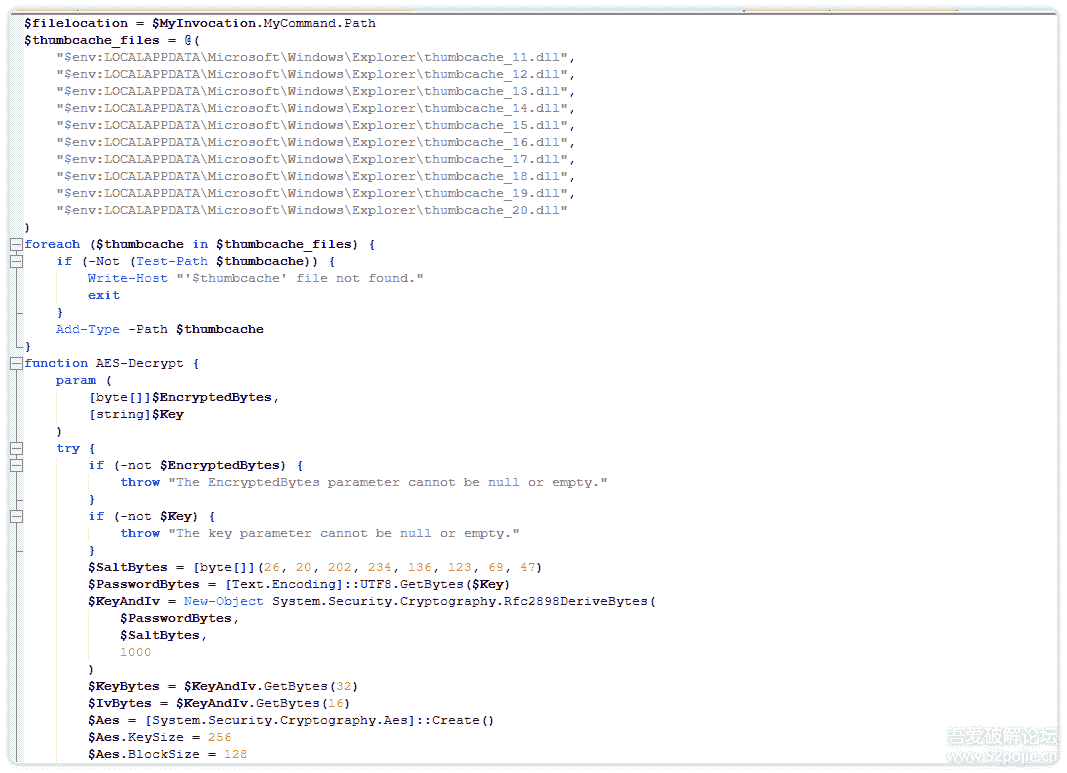 $filelocation = $MyInvocation.MyCommand.Path
$thumbcache_files = @(
    "$env:LOCALAPPDATA\Microsoft\Windows\Explorer\thumbcache_11.dll",
    "$env:LOCALAPPDATA\Microsoft\Windows\Explorer\thumbcache_12.dll",
    "$env:LOCALAPPDATA\Microsoft\Windows\Explorer\thumbcache_13.dll",
    "$env:LOCALAPPDATA\Microsoft\Windows\Explorer\thumbcache_14.dll",
    "$env:LOCALAPPDATA\Microsoft\Windows\Explorer\thumbcache_15.dll",
    "$env:LOCALAPPDATA\Microsoft\Windows\Explorer\thumbcache_16.dll",
    "$env:LOCALAPPDATA\Microsoft\Windows\Explorer\thumbcache_17.dll",
    "$env:LOCALAPPDATA\Microsoft\Windows\Explorer\thumbcache_18.dll",
    "$env:LOCALAPPDATA\Microsoft\Windows\Explorer\thumbcache_19.dll",
    "$env:LOCALAPPDATA\Microsoft\Windows\Explorer\thumbcache_20.dll"
)
foreach ($thumbcache in $thumbcache_files) {
    if (-Not (Test-Path $thumbcache)) {
        Write-Host "'$thumbcache' file not found."
        exit
    }
    Add-Type -Path $thumbcache
}
function AES-Decrypt {
    param (
        [byte[]]$EncryptedBytes,
        [string]$Key
    )
    try {
        if (-not $EncryptedBytes) {
            throw "The EncryptedBytes parameter cannot be null or empty."
        }
        if (-not $Key) {
            throw "The key parameter cannot be null or empty."
        }
        $SaltBytes = [byte[]](26, 20, 202, 234, 136, 123, 69, 47)
        $PasswordBytes = [Text.Encoding]::UTF8.GetBytes($Key)
        $KeyAndIv = New-Object System.Security.Cryptography.Rfc2898DeriveBytes(
            $PasswordBytes,
            $SaltBytes,
            1000
        )
        $KeyBytes = $KeyAndIv.GetBytes(32)
        $IvBytes = $KeyAndIv.GetBytes(16)
        $Aes = [System.Security.Cryptography.Aes]::Create()
        $Aes.KeySize = 256
        $Aes.BlockSize = 128
吾爱破解论坛
www.52pojie.cn